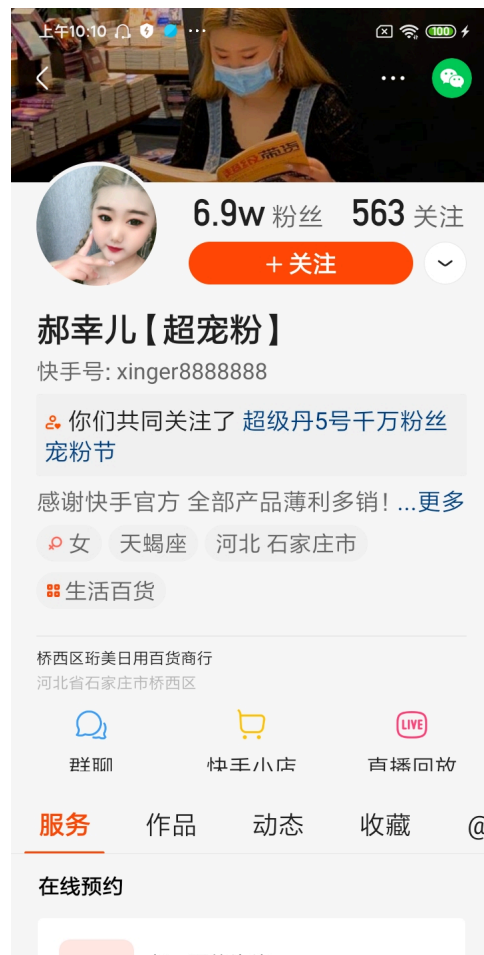 上午10:10
100
超级带货
6.9w 粉丝 563 关注
+ 关注
郝幸儿【超宠粉】
快手号: xinger8888888
你们共同关注了 超级丹5号千万粉丝
宠粉节
感谢快手官方 全部产品薄利多销! ...更多
女 天蝎座 河北 石家庄市
生活百货
桥西区珩美日用百货商行
河北省石家庄市桥西区
LIVE
群聊 快手小店 直播回放
服务 作品 动态 收藏 @
在线预约